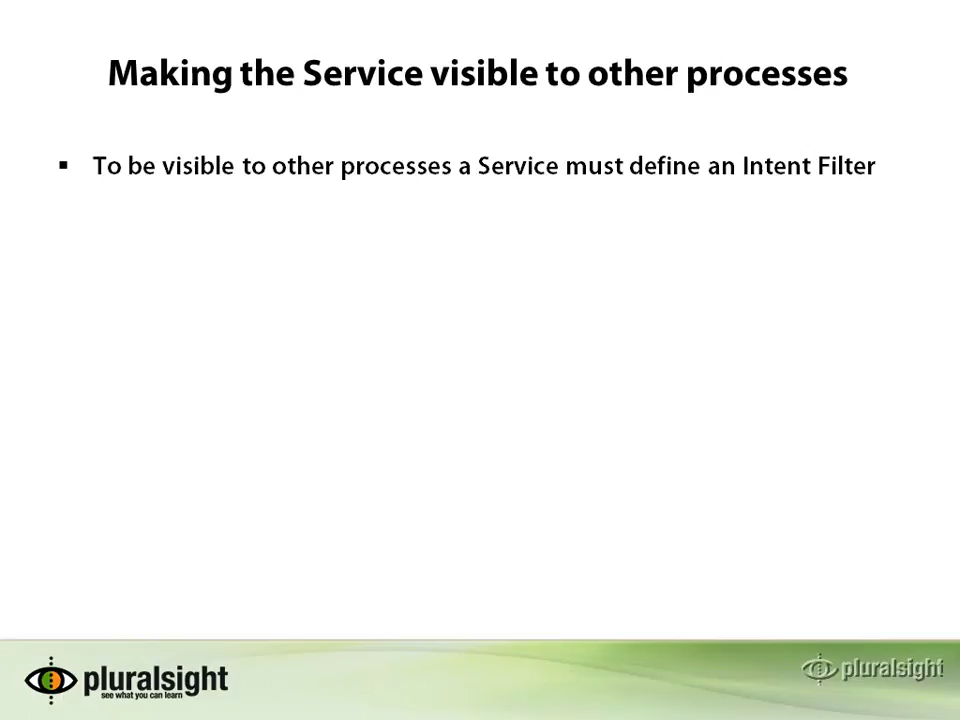 Making the Service visible to other processes
▪ To be visible to other processes a Service must define an Intent Filter
pluralsight
see what you can learn
pluralsight